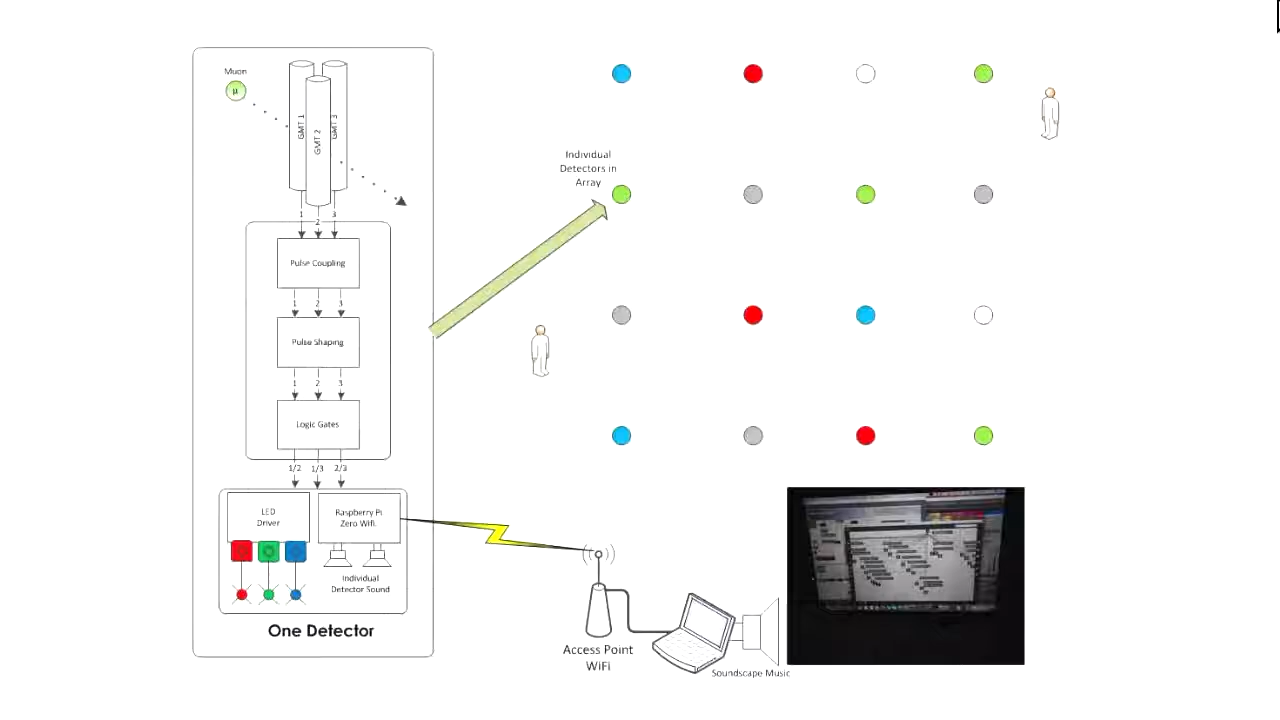 Muon
μ
GMT 1
GMT 2
GMT 3
1
2
3
Pulse Coupling
1
2
3
Pulse Shaping
1
2
3
Logic Gates
1/2
1/3
2/3
LED
Driver
Raspberry Pi
Zero Wifi
Individual
Detector Sound
One Detector
Individual
Detectors in
Array
Access Point
WiFi
Soundscape Music